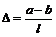 Δ = (a − b) / l